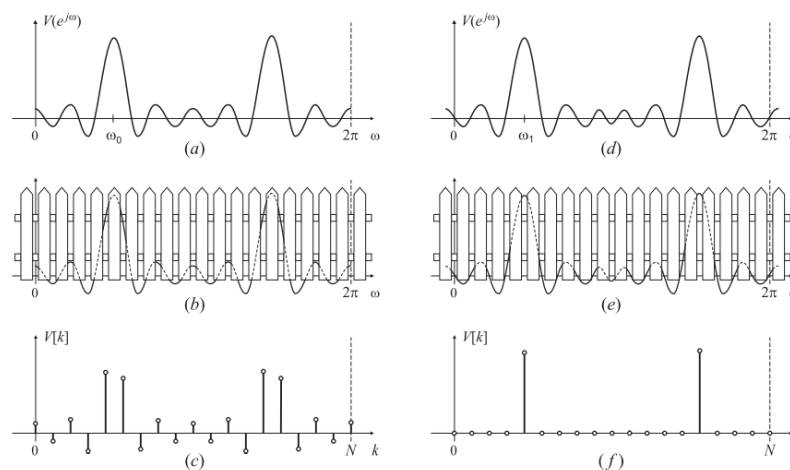 V(e^{jω})
0 ω₀ 2π ω
(a)
V(e^{jω})
0 ω₁ 2π ω
(d)
0 2π ω
(b)
0 2π ω
(e)
V[k]
0 N k
(c)
V[k]
0 N k
(f)